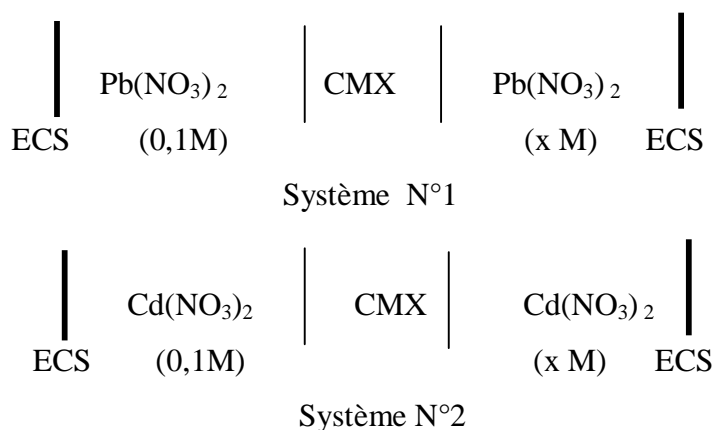 Pb(NO₃)₂ CMX Pb(NO₃)₂
ECS (0,1M) (x M) ECS
Système N°1
Cd(NO₃)₂ CMX Cd(NO₃)₂
ECS (0,1M) (x M) ECS
Système N°2